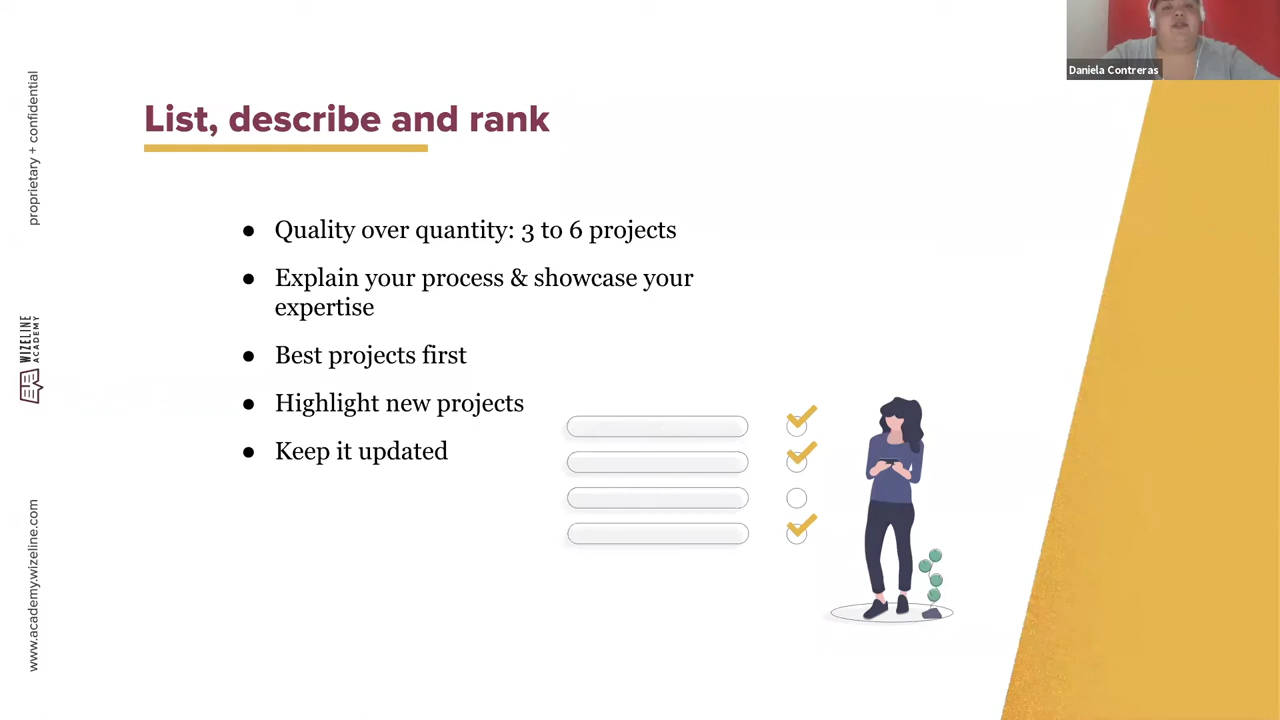 Daniela Contreras
proprietary + confidential
List, describe and rank
● Quality over quantity: 3 to 6 projects
● Explain your process & showcase your
expertise
● Best projects first
● Highlight new projects
● Keep it updated
WIZELINE
ACADEMY
www.academy.wizeline.com